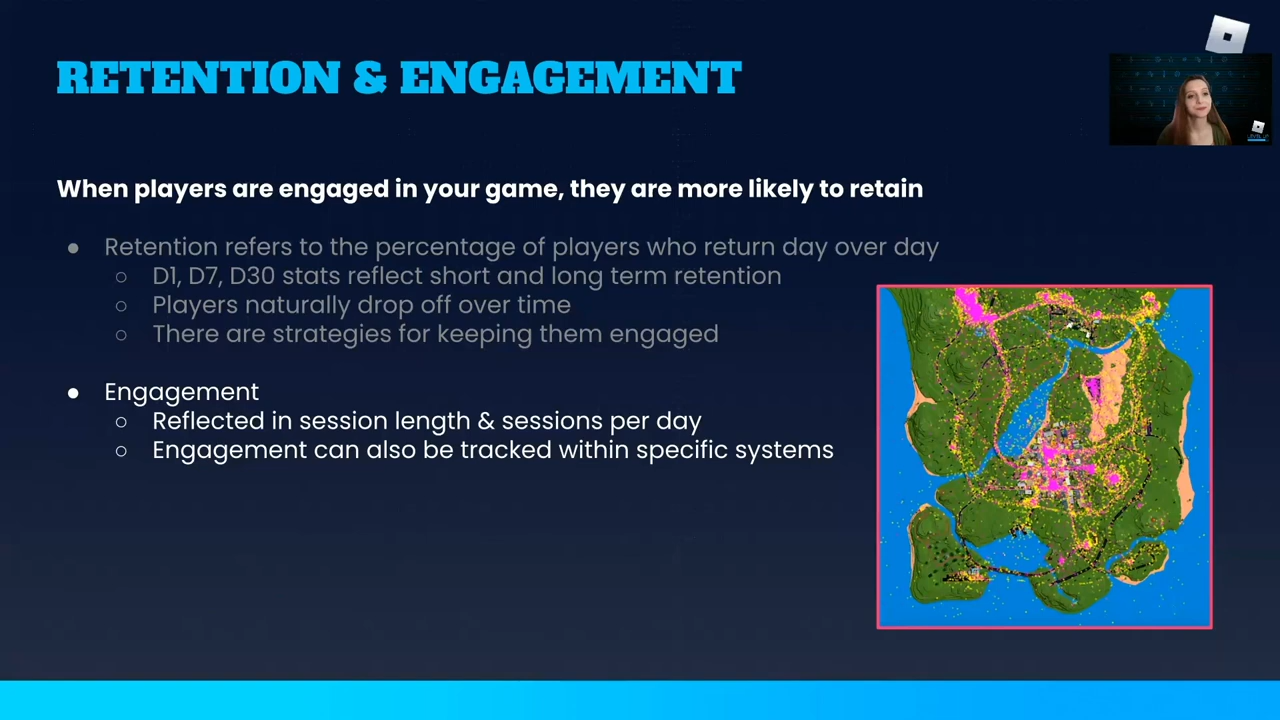 RETENTION & ENGAGEMENT
When players are engaged in your game, they are more likely to retain
● Retention refers to the percentage of players who return day over day
○ D1, D7, D30 stats reflect short and long term retention
○ Players naturally drop off over time
○ There are strategies for keeping them engaged
● Engagement
○ Reflected in session length & sessions per day
○ Engagement can also be tracked within specific systems